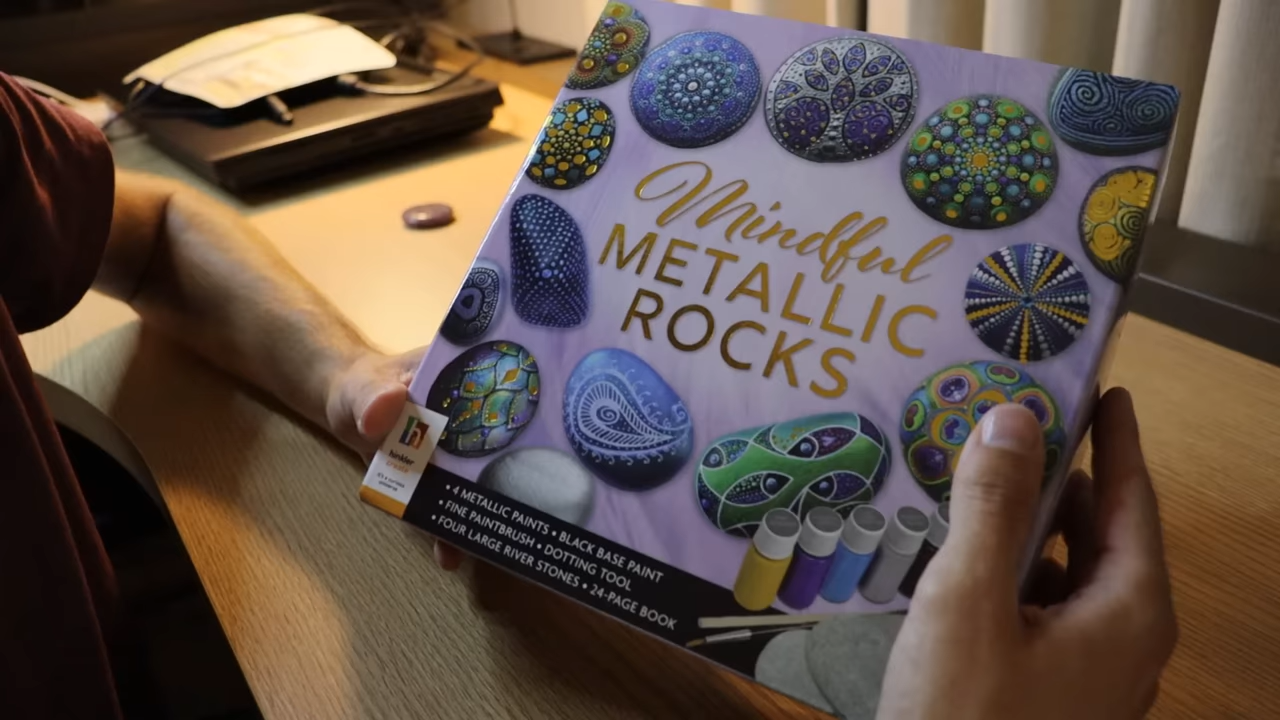 Mindful
METALLIC
ROCKS
hinkler
• 4 METALLIC PAINTS • BLACK BASE PAINT
• FINE PAINTBRUSH • DOTTING TOOL
• FOUR LARGE RIVER STONES • 24-PAGE BOOK